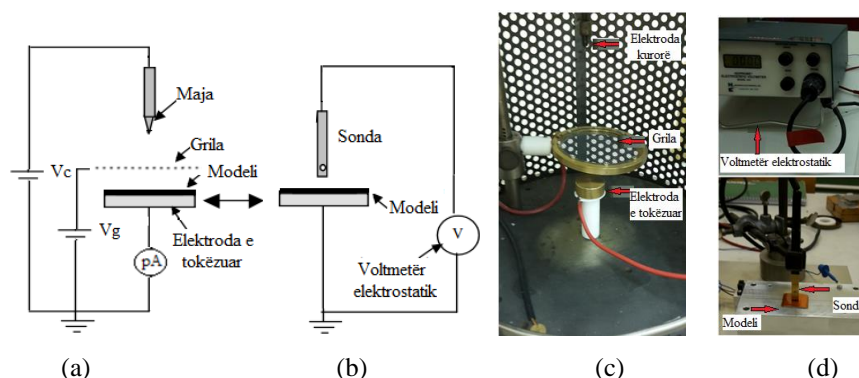 Maja
Grila
Modeli
Vc
Vg
Elektroda e
tokëzuar
pA
(a)
Sonda
Modeli
V
Voltmetër
elektrostatik
(b)
Elektroda
kurorë
Grila
Elektroda
e tokëzuar
(c)
Voltmetër elektrostatik
Sonda
Modeli
(d)